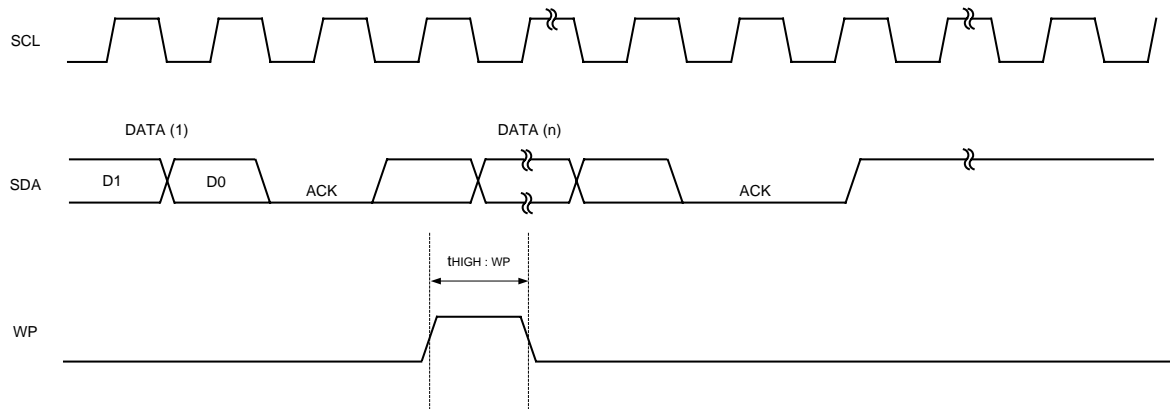 SCL
DATA (1)
DATA (n)
SDA
D1
D0
ACK
ACK
tHIGH : WP
WP